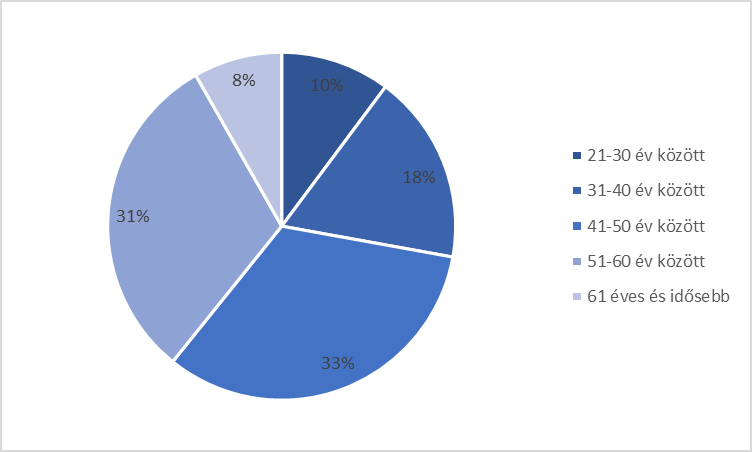 8%
10%
18%
31%
33%
21-30 év között
31-40 év között
41-50 év között
51-60 év között
61 éves és idősebb